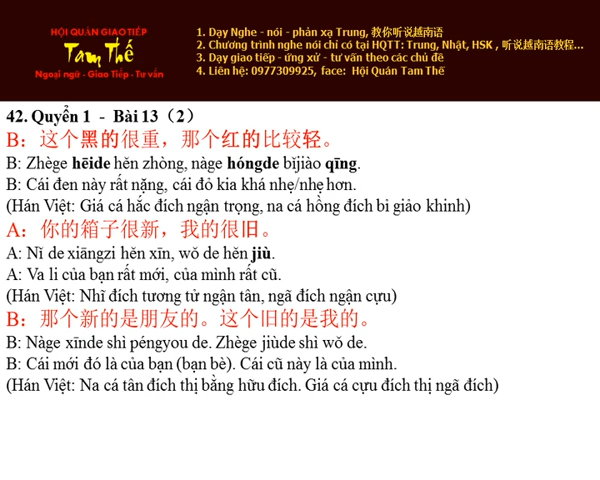 HỘI QUÁN GIAO TIẾP
Tam Thế
Ngoại ngữ - Giao Tiếp - Tư vấn
1. Dạy Nghe - nói - phản xạ Trung, 教你听说越南语
2. Chương trình nghe nói chỉ có tại HQTT: Trung, Nhật, HSK , 听说越南语教程...
3. Dạy giao tiếp - ứng xử - tư vấn theo các chủ đề
4. Liên hệ: 0977309925, face: Hội Quán Tam Thế
42. Quyển 1 - Bài 13（2）
B：这个黑的很重，那个红的比较轻。
B: Zhège hēide hěn zhòng, nàge hóngde bǐjiào qīng.
B: Cái đen này rất nặng, cái đỏ kia khá nhẹ/nhẹ hơn.
(Hán Việt: Giá cá hắc đích ngận trọng, na cá hồng đích bỉ giảo khinh)
A：你的箱子很新，我的很旧。
A: Nǐ de xiāngzi hěn xīn, wǒ de hěn jiù.
A: Va li của bạn rất mới, của mình rất cũ.
(Hán Việt: Nhĩ đích tương tử ngận tân, ngã đích ngận cựu)
B：那个新的是朋友的。这个旧的是我的。
B: Nàge xīnde shì péngyou de. Zhège jiùde shì wǒ de.
B: Cái mới đó là của bạn (bạn bè). Cái cũ này là của mình.
(Hán Việt: Na cá tân đích thị bằng hữu đích. Giá cá cựu đích thị ngã đích)